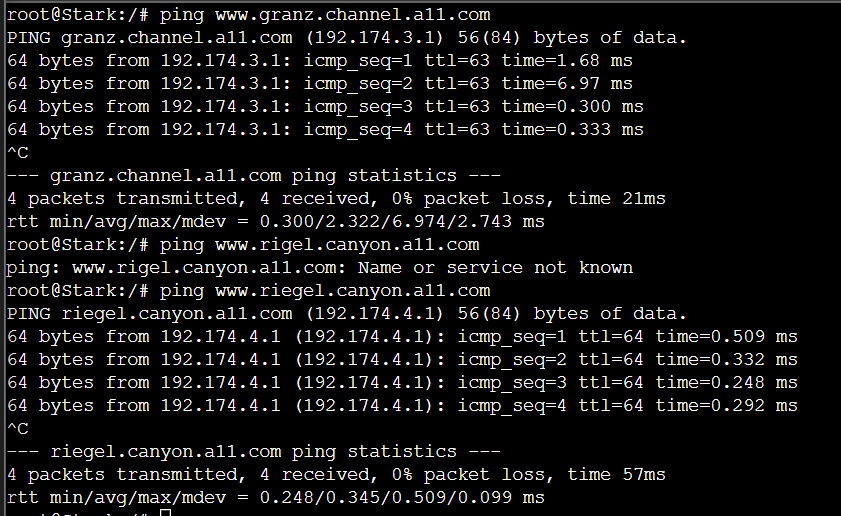 root@Stark:/# ping www.granz.channel.a11.com
PING granz.channel.a11.com (192.174.3.1) 56(84) bytes of data.
64 bytes from 192.174.3.1: icmp_seq=1 ttl=63 time=1.68 ms
64 bytes from 192.174.3.1: icmp_seq=2 ttl=63 time=6.97 ms
64 bytes from 192.174.3.1: icmp_seq=3 ttl=63 time=0.300 ms
64 bytes from 192.174.3.1: icmp_seq=4 ttl=63 time=0.333 ms
^C
--- granz.channel.a11.com ping statistics ---
4 packets transmitted, 4 received, 0% packet loss, time 21ms
rtt min/avg/max/mdev = 0.300/2.322/6.974/2.743 ms
root@Stark:/# ping www.rigel.canyon.a11.com
ping: www.rigel.canyon.a11.com: Name or service not known
root@Stark:/# ping www.riegel.canyon.a11.com
PING riegel.canyon.a11.com (192.174.4.1) 56(84) bytes of data.
64 bytes from 192.174.4.1 (192.174.4.1): icmp_seq=1 ttl=64 time=0.509 ms
64 bytes from 192.174.4.1 (192.174.4.1): icmp_seq=2 ttl=64 time=0.332 ms
64 bytes from 192.174.4.1 (192.174.4.1): icmp_seq=3 ttl=64 time=0.248 ms
64 bytes from 192.174.4.1 (192.174.4.1): icmp_seq=4 ttl=64 time=0.292 ms
^C
--- riegel.canyon.a11.com ping statistics ---
4 packets transmitted, 4 received, 0% packet loss, time 57ms
rtt min/avg/max/mdev = 0.248/0.345/0.509/0.099 ms
root@Stark:/#